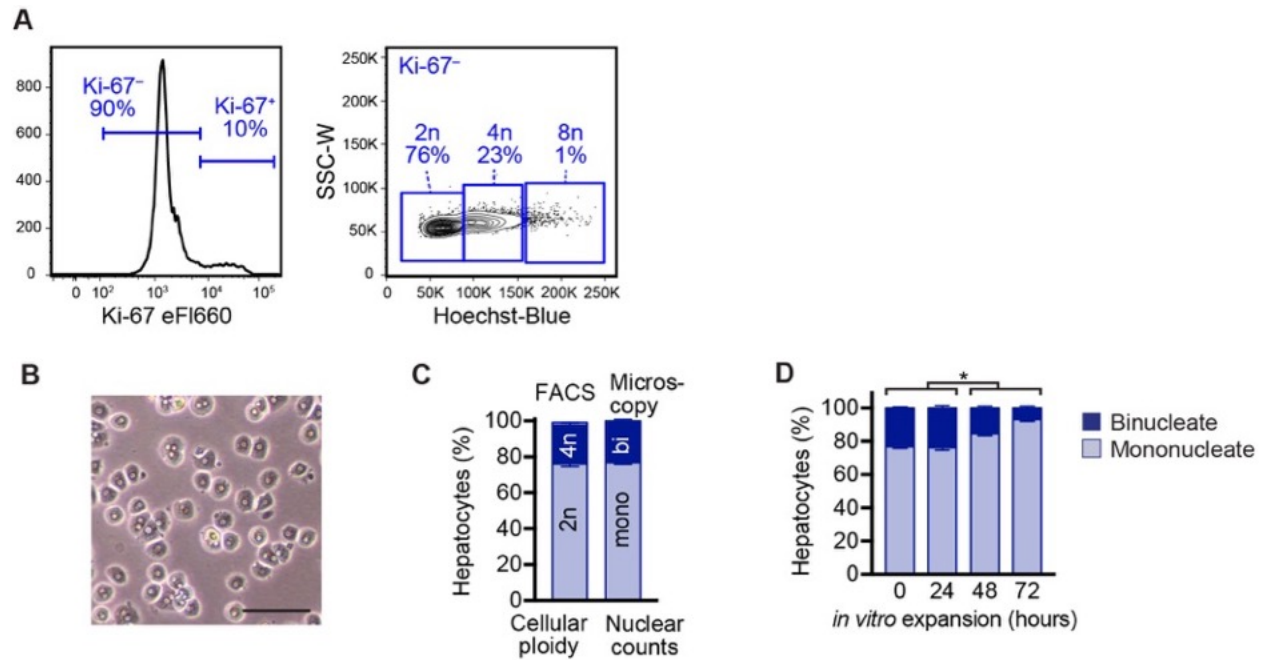 A
Ki-67⁻
90%
Ki-67⁺
10%
800
600
400
200
0
0 10² 10³ 10⁴ 10⁵
Ki-67 eFl660
Ki-67⁻
250K
200K
150K
100K
50K
0
SSC-W
2n
76%
4n
23%
8n
1%
0 50K 100K 150K 200K 250K
Hoechst-Blue
B
C
FACS
Micros-
copy
Hepatocytes (%)
100
80
60
40
20
0
4n
2n
bi
mono
Cellular
ploidy
Nuclear
counts
D
*
Hepatocytes (%)
100
80
60
40
20
0
0 24 48 72
in vitro expansion (hours)
Binucleate
Mononucleate